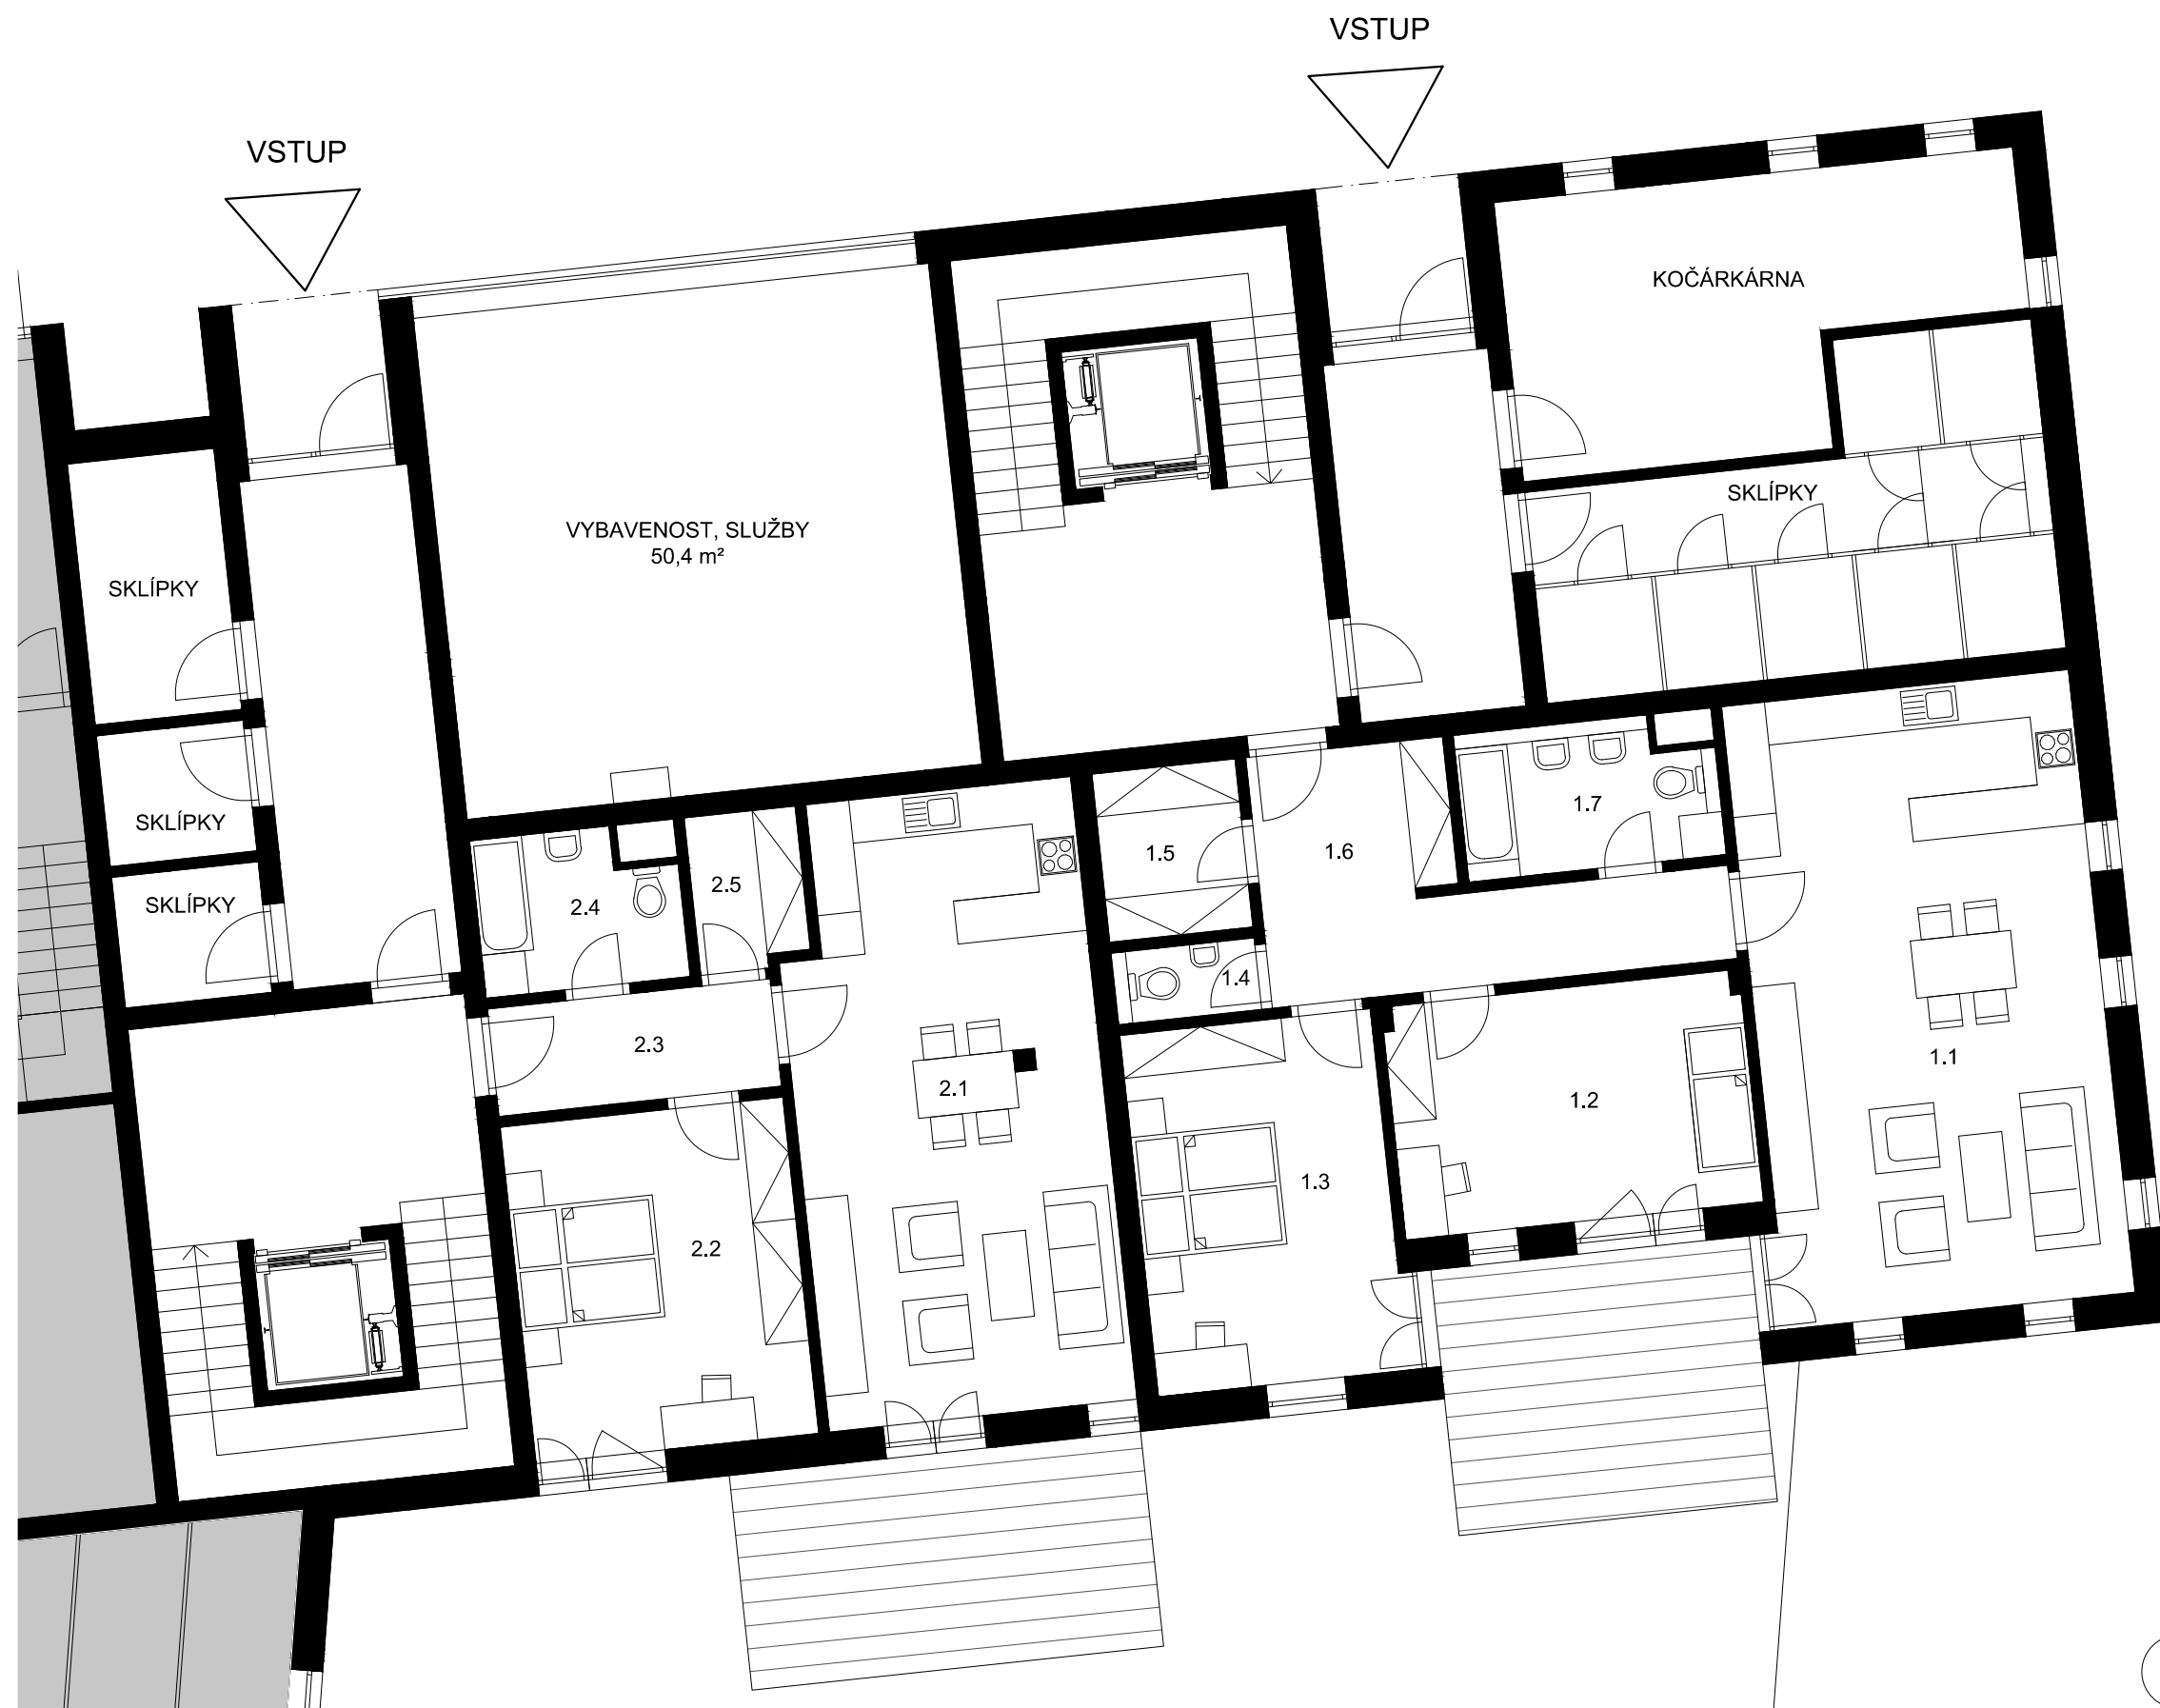 VSTUP
VSTUP
KOČÁRKÁRNA
SKLÍPKY
VYBAVENOST, SLUŽBY
50,4 m²
SKLÍPKY
SKLÍPKY
SKLÍPKY
1.7
1.5
1.6
2.5
2.4
1.4
2.3
1.1
2.1
1.2
1.3
2.2